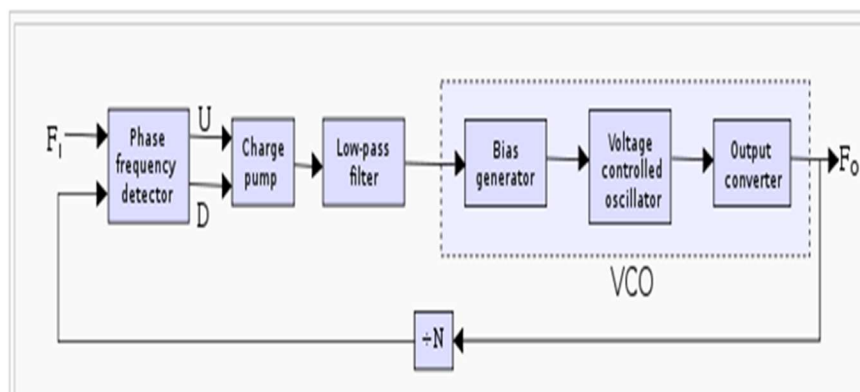 F_I
Phase
frequency
detector
U
D
Charge
pump
Low-pass
filter
Bias
generator
Voltage
controlled
oscillator
Output
converter
F_O
VCO
÷N